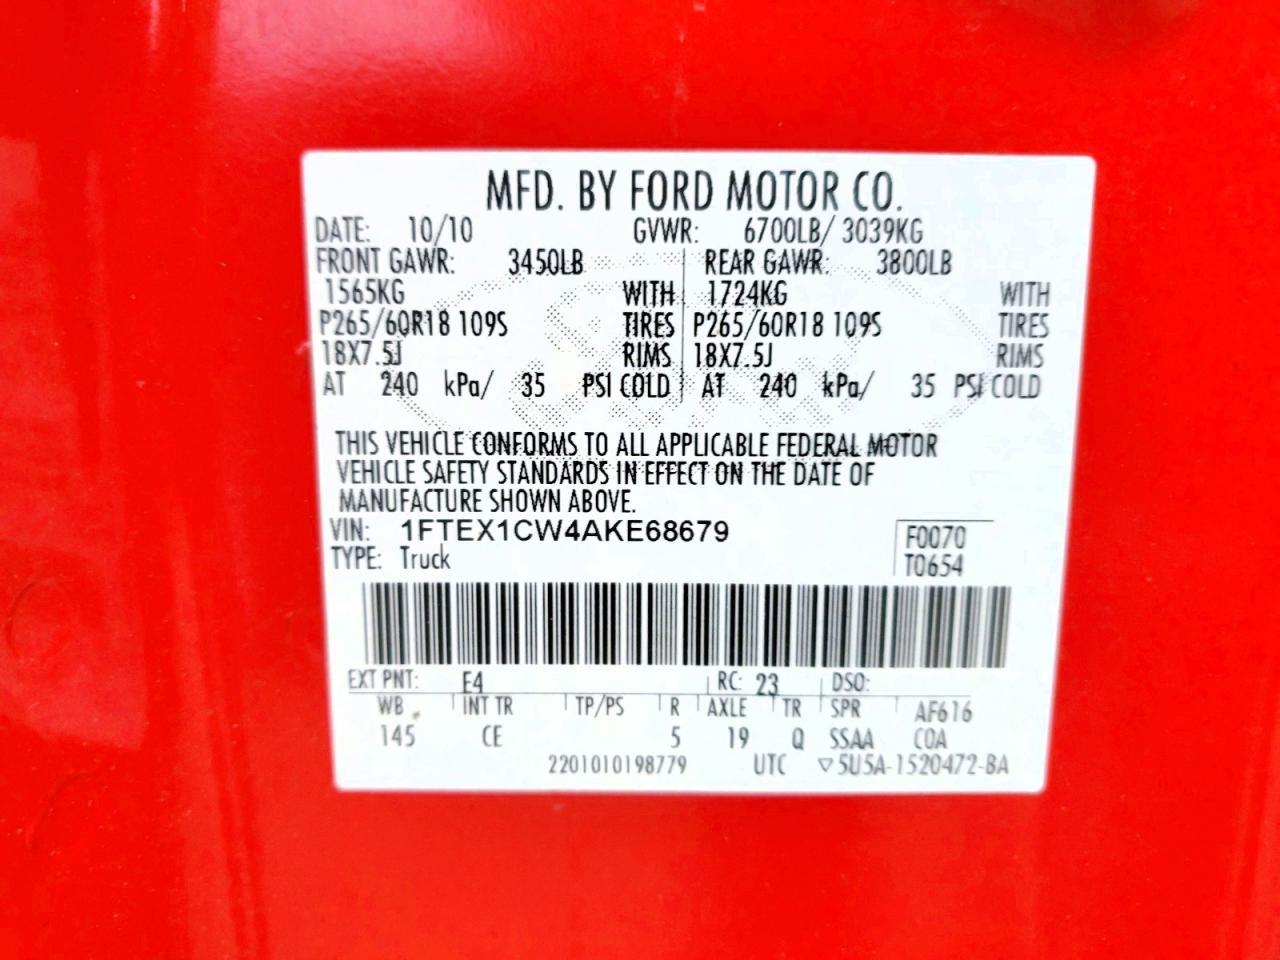 MFD. BY FORD MOTOR CO.
DATE: 10/10 GVWR: 6700LB/ 3039KG
FRONT GAWR: 3450LB REAR GAWR: 3800LB
1565KG WITH 1724KG WITH
P265/60R18 109S TIRES P265/60R18 109S TIRES
18X7.5J RIMS 18X7.5J RIMS
AT 240 kPa/ 35 PSI COLD AT 240 kPa/ 35 PSI COLD
THIS VEHICLE CONFORMS TO ALL APPLICABLE FEDERAL MOTOR
VEHICLE SAFETY STANDARDS IN EFFECT ON THE DATE OF
MANUFACTURE SHOWN ABOVE.
VIN: 1FTEX1CW4AKE68679 F0070
TYPE: Truck T0654
EXT PNT: E4 RC: 23 DSO:
WB INT TR TP/PS R AXLE TR SPR AF616
145 CE 5 19 Q SSAA COA
2201010198779 UTC ▽5U5A-1520472-BA